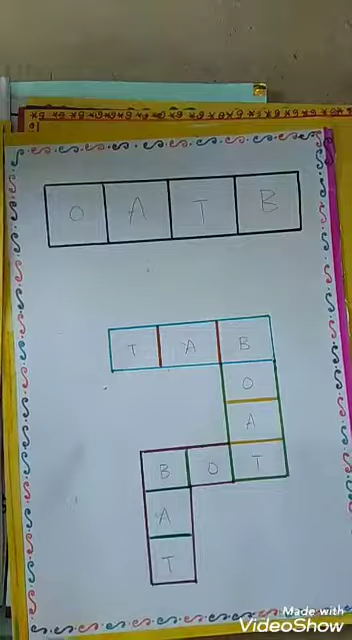 O A T B
T A B
O
A
B O T
A
T
Made with
VideoShow